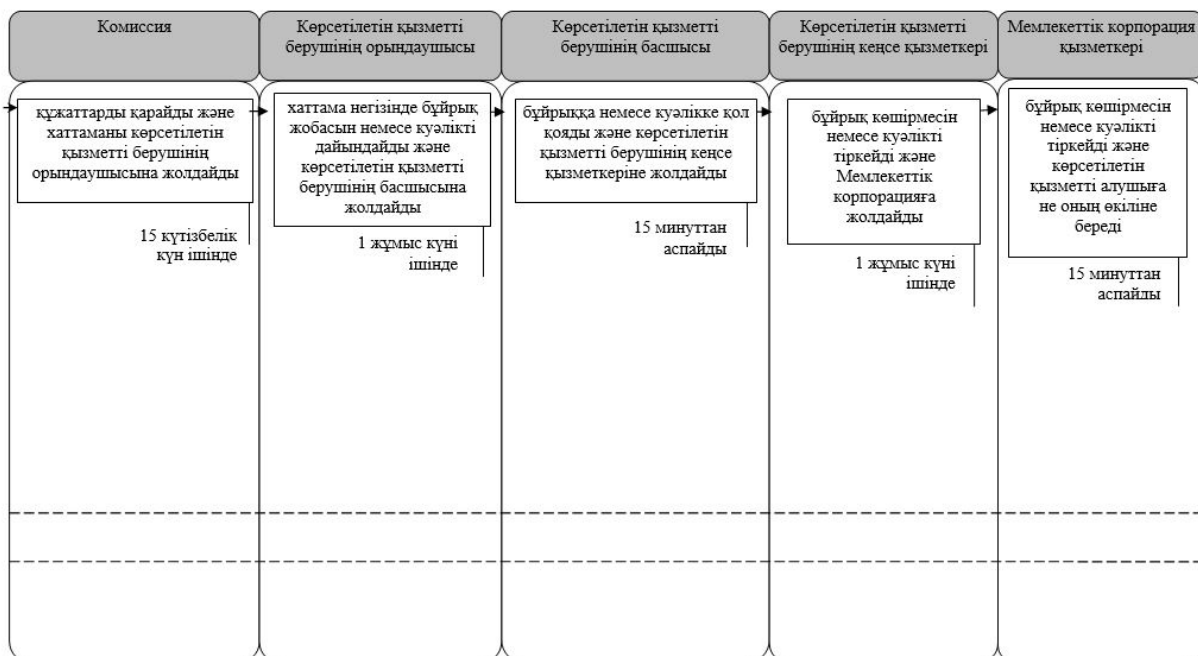 Комиссия
Көрсетілетін қызметті
берушінің орындаушысы
Көрсетілетін қызметті
берушінің басшысы
Көрсетілетін қызметті
берушінің кеңсе қызметкері
Мемлекеттік корпорация
қызметкері
құжаттарды қарайды және
хаттаманы көрсетілетін
қызметті берушінің
орындаушысына жолдайды
15 күтізбелік
күн ішінде
хаттама негізінде бұйрық
жобасын немесе куәлікті
дайындайды және
көрсетілетін қызметті
берушінің басшысына
жолдайды
1 жұмыс күні
ішінде
бұйрыққа немесе куәлікке қол
қояды және көрсетілетін
қызметті берушінің кеңсе
қызметкеріне жолдайды
15 минуттан
аспайды
бұйрық көшірмесін
немесе куәлікті
тіркейді және
Мемлекеттік
корпорацияға
жолдайды
1 жұмыс күні
ішінде
бұйрық көшірмесін
немесе куәлікті
тіркейді және
көрсетілетін
қызметті алушыға
не оның өкіліне
береді
15 минуттан
аспайды